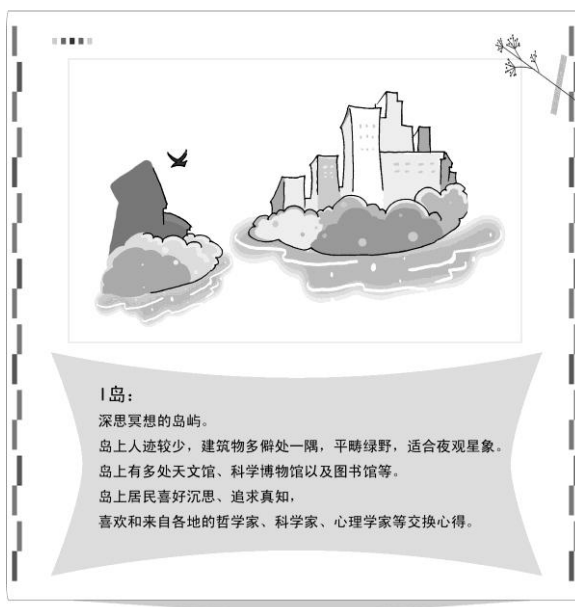 I岛：
深思冥想的岛屿。
岛上人迹较少，建筑物多僻处一隅，平畴绿野，适合夜观星象。
岛上有多处天文馆、科学博物馆以及图书馆等。
岛上居民喜好沉思、追求真知，
喜欢和来自各地的哲学家、科学家、心理学家等交换心得。